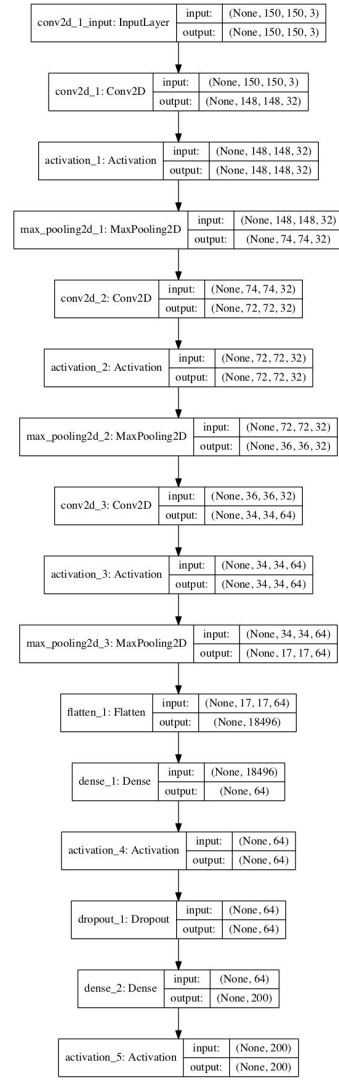 conv2d_1_input: InputLayer input: (None, 150, 150, 3)
output: (None, 150, 150, 3)
conv2d_1: Conv2D input: (None, 150, 150, 3)
output: (None, 148, 148, 32)
activation_1: Activation input: (None, 148, 148, 32)
output: (None, 148, 148, 32)
max_pooling2d_1: MaxPooling2D input: (None, 148, 148, 32)
output: (None, 74, 74, 32)
conv2d_2: Conv2D input: (None, 74, 74, 32)
output: (None, 72, 72, 32)
activation_2: Activation input: (None, 72, 72, 32)
output: (None, 72, 72, 32)
max_pooling2d_2: MaxPooling2D input: (None, 72, 72, 32)
output: (None, 36, 36, 32)
conv2d_3: Conv2D input: (None, 36, 36, 32)
output: (None, 34, 34, 64)
activation_3: Activation input: (None, 34, 34, 64)
output: (None, 34, 34, 64)
max_pooling2d_3: MaxPooling2D input: (None, 34, 34, 64)
output: (None, 17, 17, 64)
flatten_1: Flatten input: (None, 17, 17, 64)
output: (None, 18496)
dense_1: Dense input: (None, 18496)
output: (None, 64)
activation_4: Activation input: (None, 64)
output: (None, 64)
dropout_1: Dropout input: (None, 64)
output: (None, 64)
dense_2: Dense input: (None, 64)
output: (None, 200)
activation_5: Activation input: (None, 200)
output: (None, 200)